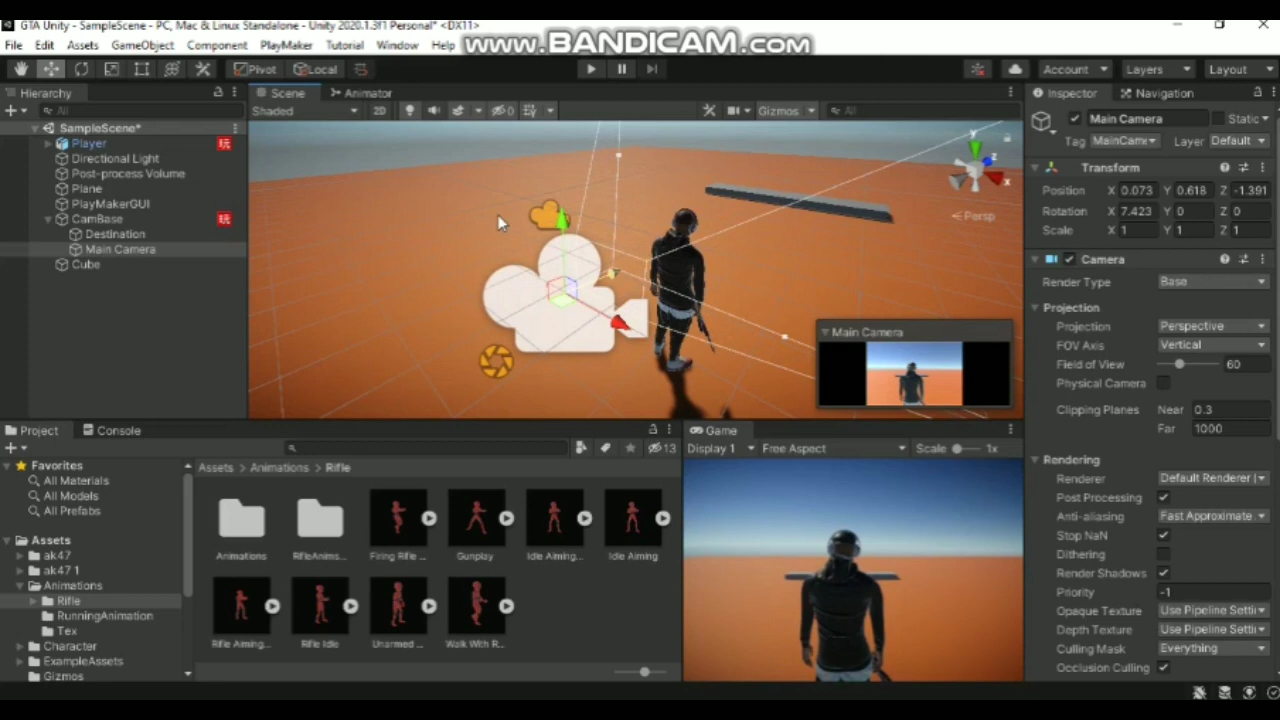 GTA Unity - SampleScene - PC, Mac & Linux Standalone - Unity 2020.1.3f1 Personal* <DX11>
File Edit Assets GameObject Component PlayMaker Tutorial Window Help
www.BANDICAM.com
Pivot Local Account Layers Layout
Hierarchy
All
SampleScene*
Player
玩
Directional Light
Post-process Volume
Plane
PlayMakerGUI
CamBase
玩
Destination
Main Camera
Cube
Scene Animator
Shaded 2D 0 Gizmos All
y
z
x
Persp
Main Camera
Inspector Navigation
Main Camera Static
Tag MainCame Layer Default
Transform
Position X 0.073 Y 0.618 Z -1.391
Rotation X 7.423 Y 0 Z 0
Scale X 1 Y 1 Z 1
Camera
Render Type Base
Projection
Projection Perspective
FOV Axis Vertical
Field of View 60
Physical Camera
Clipping Planes Near 0.3
Far 1000
Rendering
Renderer Default Renderer (
Post Processing
Anti-aliasing Fast Approximate
Stop NaN
Dithering
Render Shadows
Priority -1
Opaque Texture Use Pipeline Setti
Depth Texture Use Pipeline Setti
Culling Mask Everything
Occlusion Culling
Project Console
13
Favorites
All Materials
All Models
All Prefabs
Assets
ak47
ak47 1
Animations
Rifle
RunningAnimation
Tex
Character
ExampleAssets
Gizmos
Assets > Animations > Rifle
Animations RifleAnims... Firing Rifle ... Gunplay Idle Aiming... Idle Aiming
Rifle Aiming... Rifle Idle Unarmed ... Walk With R...
Game
Display 1 Free Aspect Scale 1x